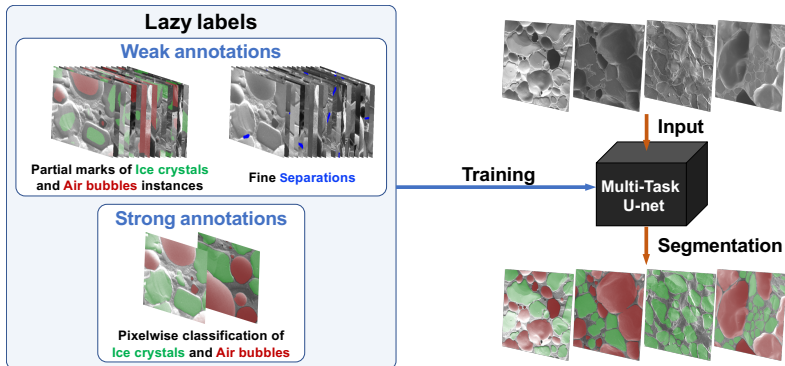 Lazy labels
Weak annotations
Partial marks of Ice crystals
and Air bubbles instances
Fine Separations
Strong annotations
Pixelwise classification of
Ice crystals and Air bubbles
Training
Input
Multi-Task
U-net
Segmentation